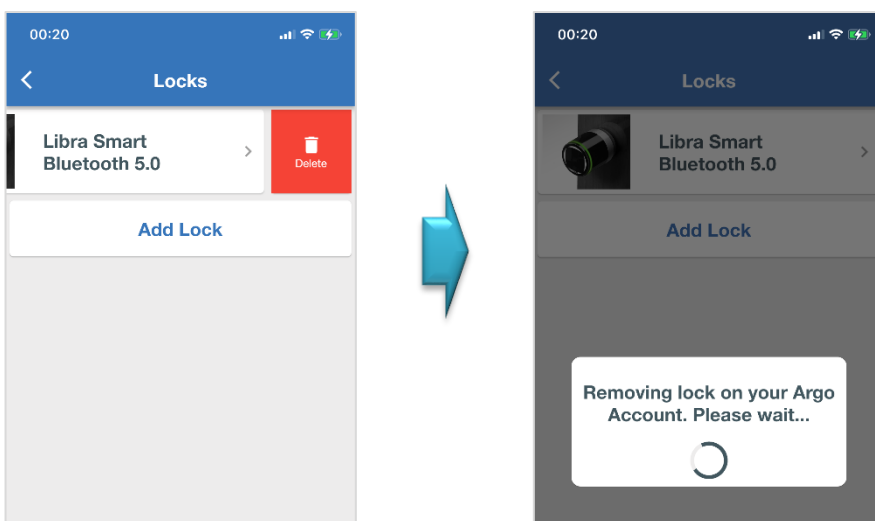 00:20
Locks
Libra Smart
Bluetooth 5.0
Delete
Add Lock
00:20
Locks
Libra Smart
Bluetooth 5.0
Add Lock
Removing lock on your Argo
Account. Please wait...